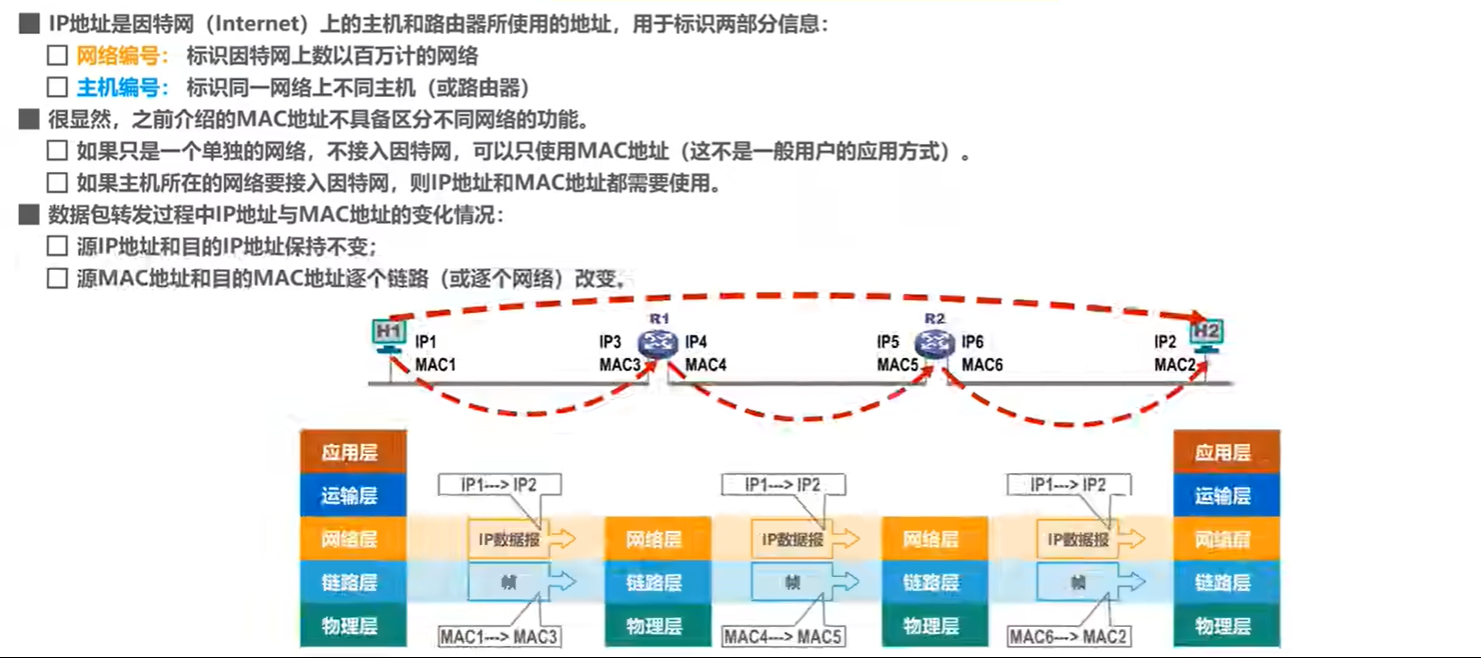 IP地址是因特网（Internet）上的主机和路由器所使用的地址，用于标识两部分信息：
网络编号： 标识因特网上数以百万计的网络
主机编号： 标识同一网络上不同主机（或路由器）
很显然，之前介绍的MAC地址不具备区分不同网络的功能。
如果只是一个单独的网络，不接入因特网，可以只使用MAC地址（这不是一般用户的应用方式）。
如果主机所在的网络要接入因特网，则IP地址和MAC地址都需要使用。
数据包转发过程中IP地址与MAC地址的变化情况：
源IP地址和目的IP地址保持不变；
源MAC地址和目的MAC地址逐个链路（或逐个网络）改变。
H1 R1 R2 H2
IP1 IP3 IP4 IP5 IP6 IP2
MAC1 MAC3 MAC4 MAC5 MAC6 MAC2
应用层 应用层
IP1---> IP2 IP1---> IP2 IP1---> IP2
运输层 运输层
网络层 IP数据报 网络层 IP数据报 网络层 IP数据报 网络层
链路层 帧 链路层 帧 链路层 帧 链路层
物理层 物理层 物理层 物理层
MAC1---> MAC3 MAC4---> MAC5 MAC6---> MAC2